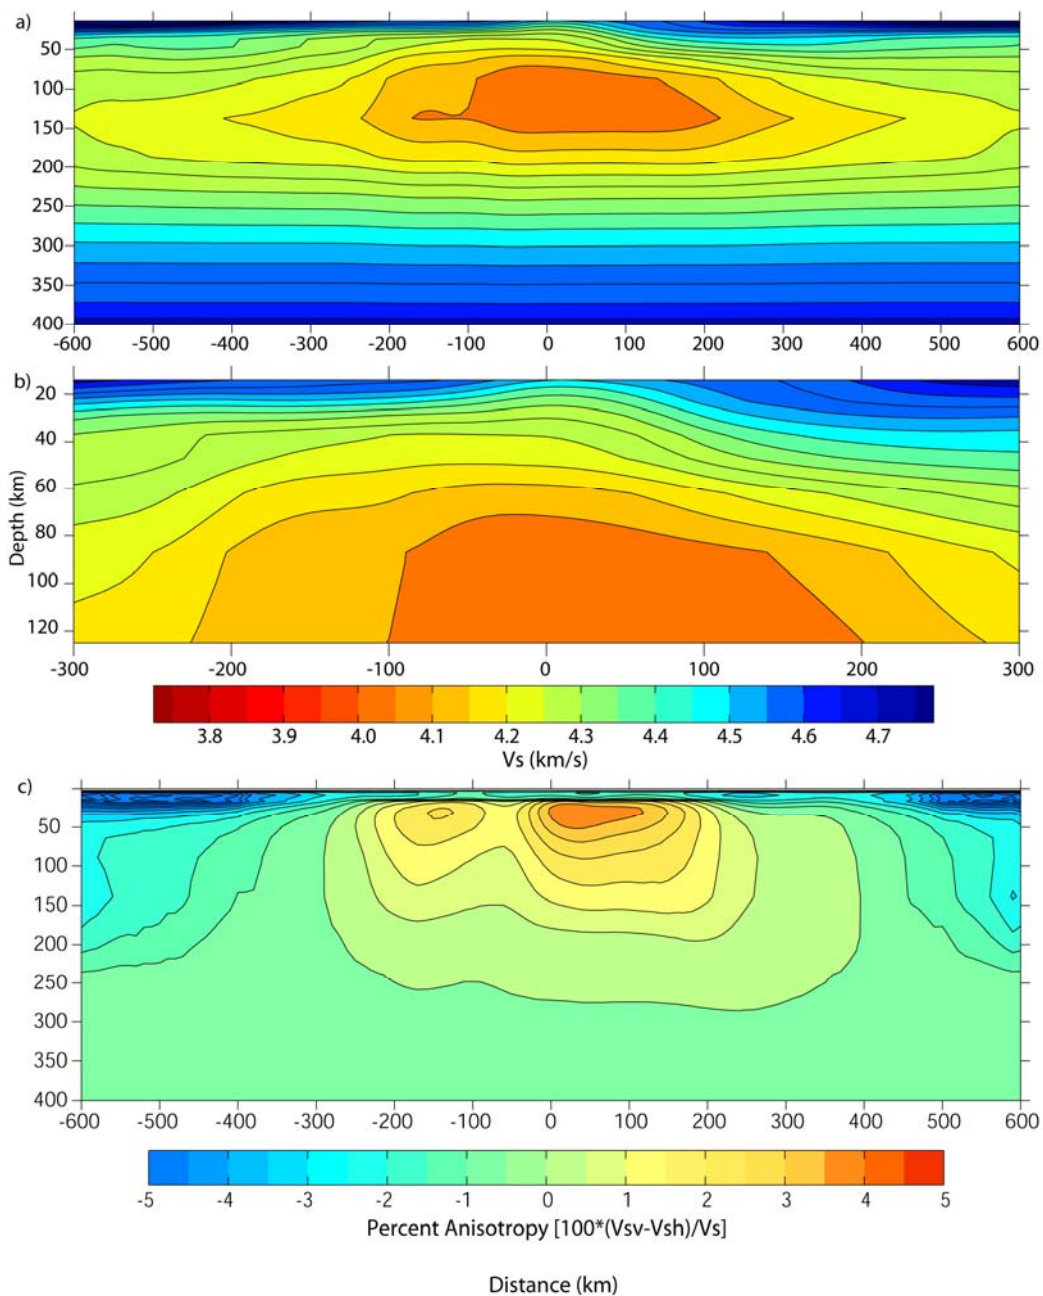 a)
50
100
150
200
250
300
350
400
-600 -500 -400 -300 -200 -100 0 100 200 300 400 500 600
b)
20
40
60
80
100
120
Depth (km)
-300 -200 -100 0 100 200 300
3.8 3.9 4.0 4.1 4.2 4.3 4.4 4.5 4.6 4.7
Vs (km/s)
c)
50
100
150
200
250
300
350
400
-600 -500 -400 -300 -200 -100 0 100 200 300 400 500 600
-5 -4 -3 -2 -1 0 1 2 3 4 5
Percent Anisotropy [100*(Vsv-Vsh)/Vs]
Distance (km)